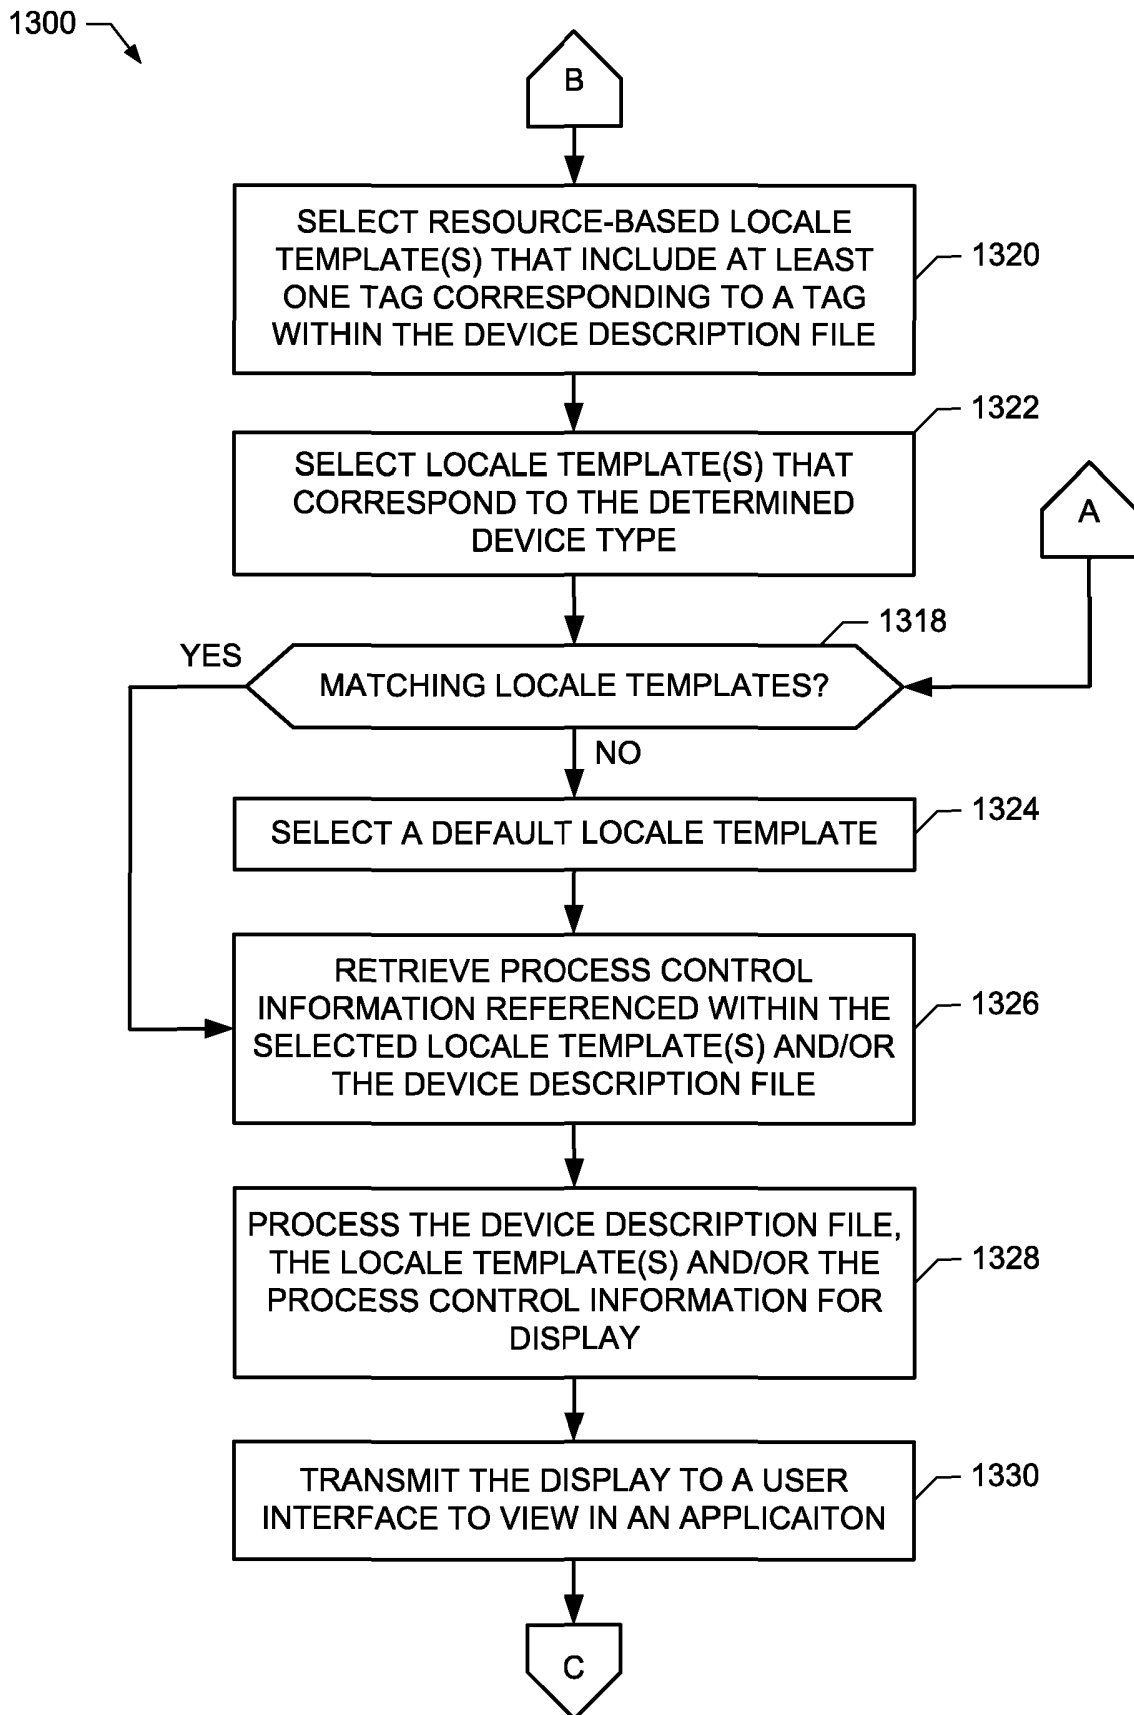 1300
B
SELECT RESOURCE-BASED LOCALE
TEMPLATE(S) THAT INCLUDE AT LEAST
ONE TAG CORRESPONDING TO A TAG
WITHIN THE DEVICE DESCRIPTION FILE
1320
1322
SELECT LOCALE TEMPLATE(S) THAT
CORRESPOND TO THE DETERMINED
DEVICE TYPE
A
1318
YES
MATCHING LOCALE TEMPLATES?
NO
1324
SELECT A DEFAULT LOCALE TEMPLATE
RETRIEVE PROCESS CONTROL
INFORMATION REFERENCED WITHIN THE
SELECTED LOCALE TEMPLATE(S) AND/OR
THE DEVICE DESCRIPTION FILE
1326
PROCESS THE DEVICE DESCRIPTION FILE,
THE LOCALE TEMPLATE(S) AND/OR THE
PROCESS CONTROL INFORMATION FOR
DISPLAY
1328
TRANSMIT THE DISPLAY TO A USER
INTERFACE TO VIEW IN AN APPLICAITON
1330
C